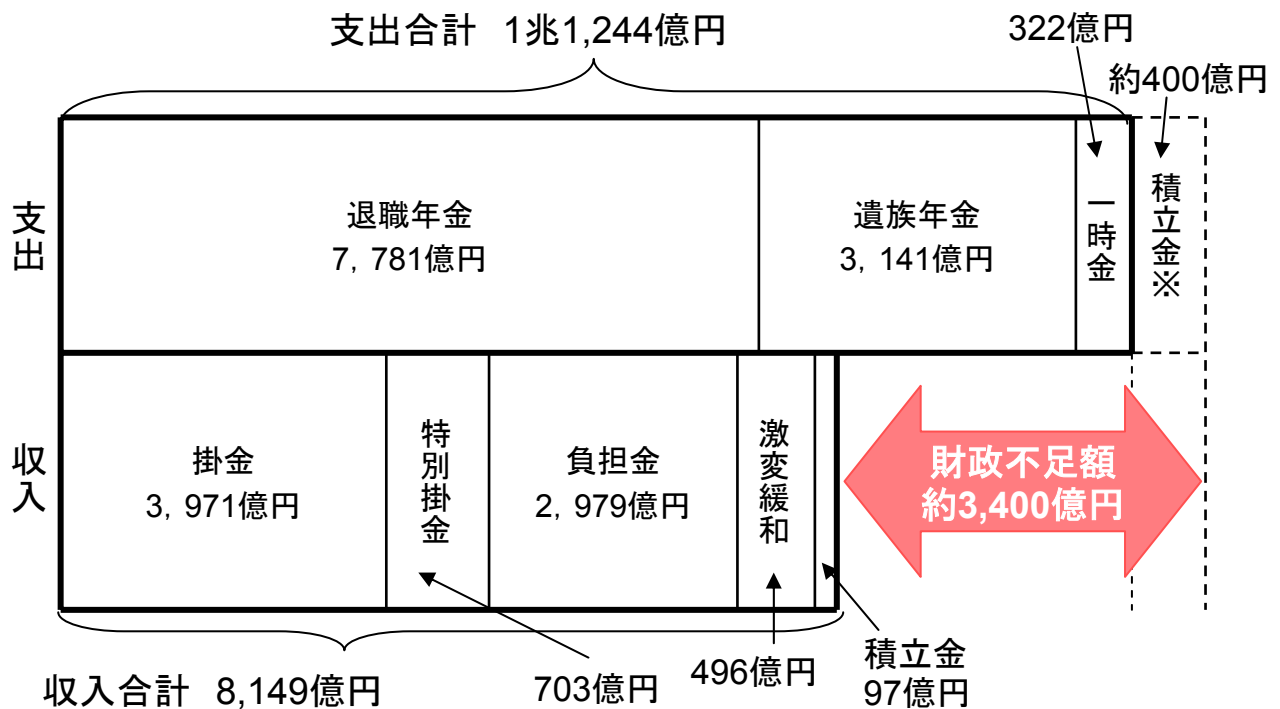 支出合計 1兆1,244億円
322億円
約400億円
支出
退職年金
7, 781億円
遺族年金
3, 141億円
一時金
積立金※
収入
掛金
3, 971億円
特別掛金
負担金
2, 979億円
激変緩和
財政不足額
約3,400億円
収入合計 8,149億円
703億円
496億円
積立金
97億円